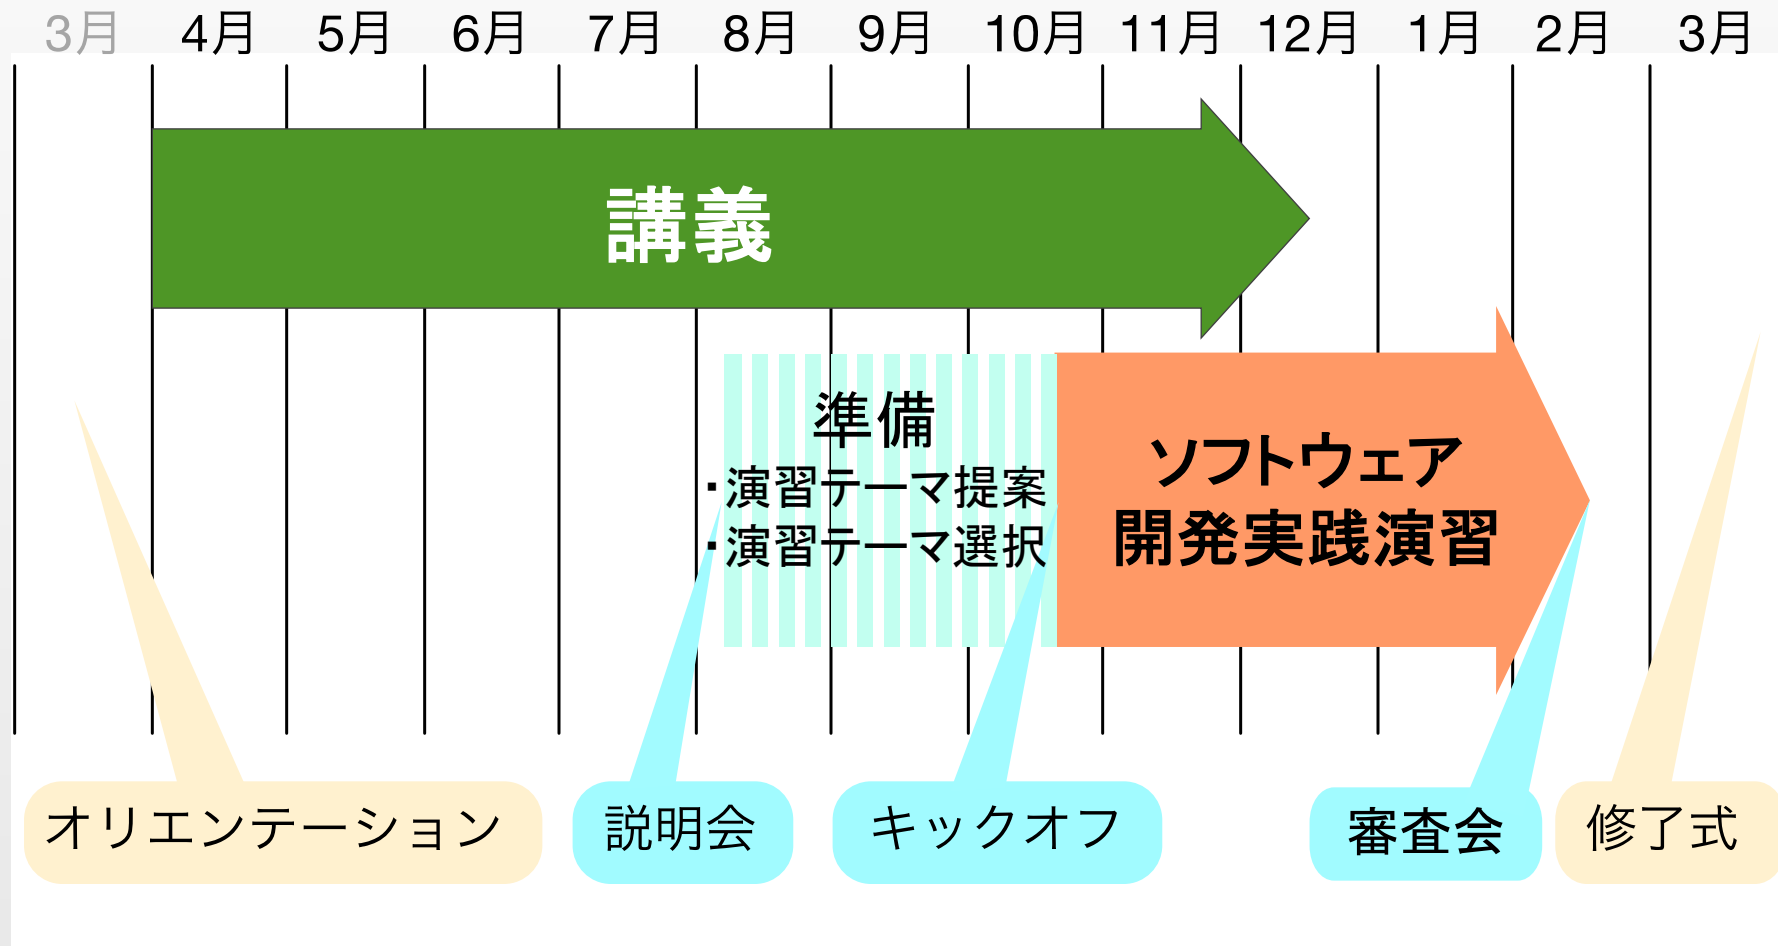 3月 4月 5月 6月 7月 8月 9月 10月 11月 12月 1月 2月 3月
講義
準備
・演習テーマ提案
・演習テーマ選択
ソフトウェア
開発実践演習
オリエンテーション
説明会
キックオフ
審査会
修了式